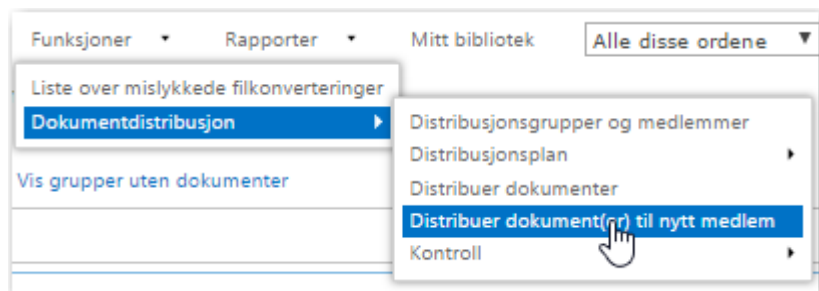 Funksjoner Rapporter Mitt bibliotek Alle disse ordene
Liste over mislykkede filkonverteringer
Dokumentdistribusjon
Distribusjonsgrupper og medlemmer
Distribusjonsplan
Vis grupper uten dokumenter
Distribuer dokumenter
Distribuer dokument(er) til nytt medlem
Kontroll